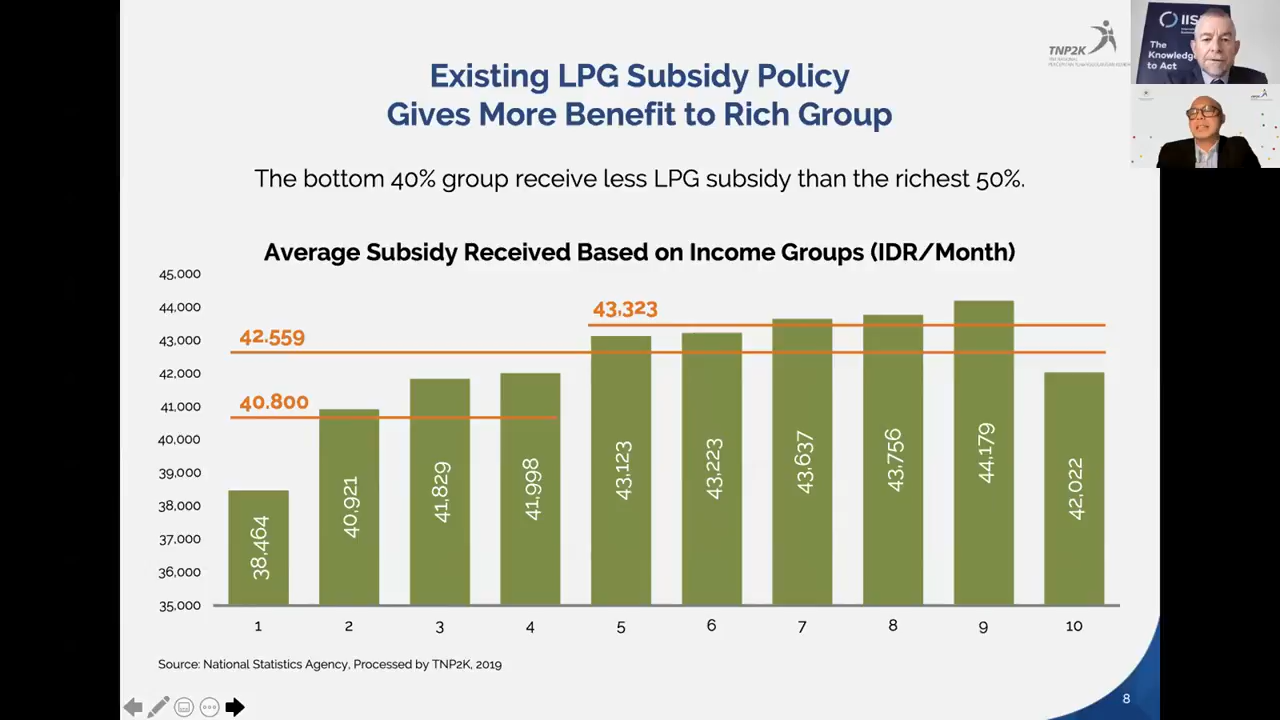 TNP2K
IISD
The
Knowledge
to Act
Existing LPG Subsidy Policy
Gives More Benefit to Rich Group
The bottom 40% group receive less LPG subsidy than the richest 50%.
Average Subsidy Received Based on Income Groups (IDR/Month)
45,000
44,000
43,000
42,000
41,000
40,000
39,000
38,000
37,000
36,000
35,000
42.559
40.800
43,323
38,464
40,921
41,829
41,998
43,123
43,223
43,637
43,756
44,179
42,022
1 2 3 4 5 6 7 8 9 10
Source: National Statistics Agency, Processed by TNP2K, 2019
8